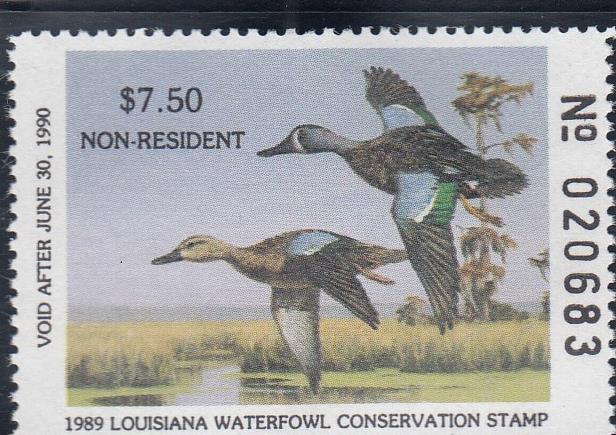 $7.50
NON-RESIDENT
VOID AFTER JUNE 30, 1990
№ 020683
1989 LOUISIANA WATERFOWL CONSERVATION STAMP